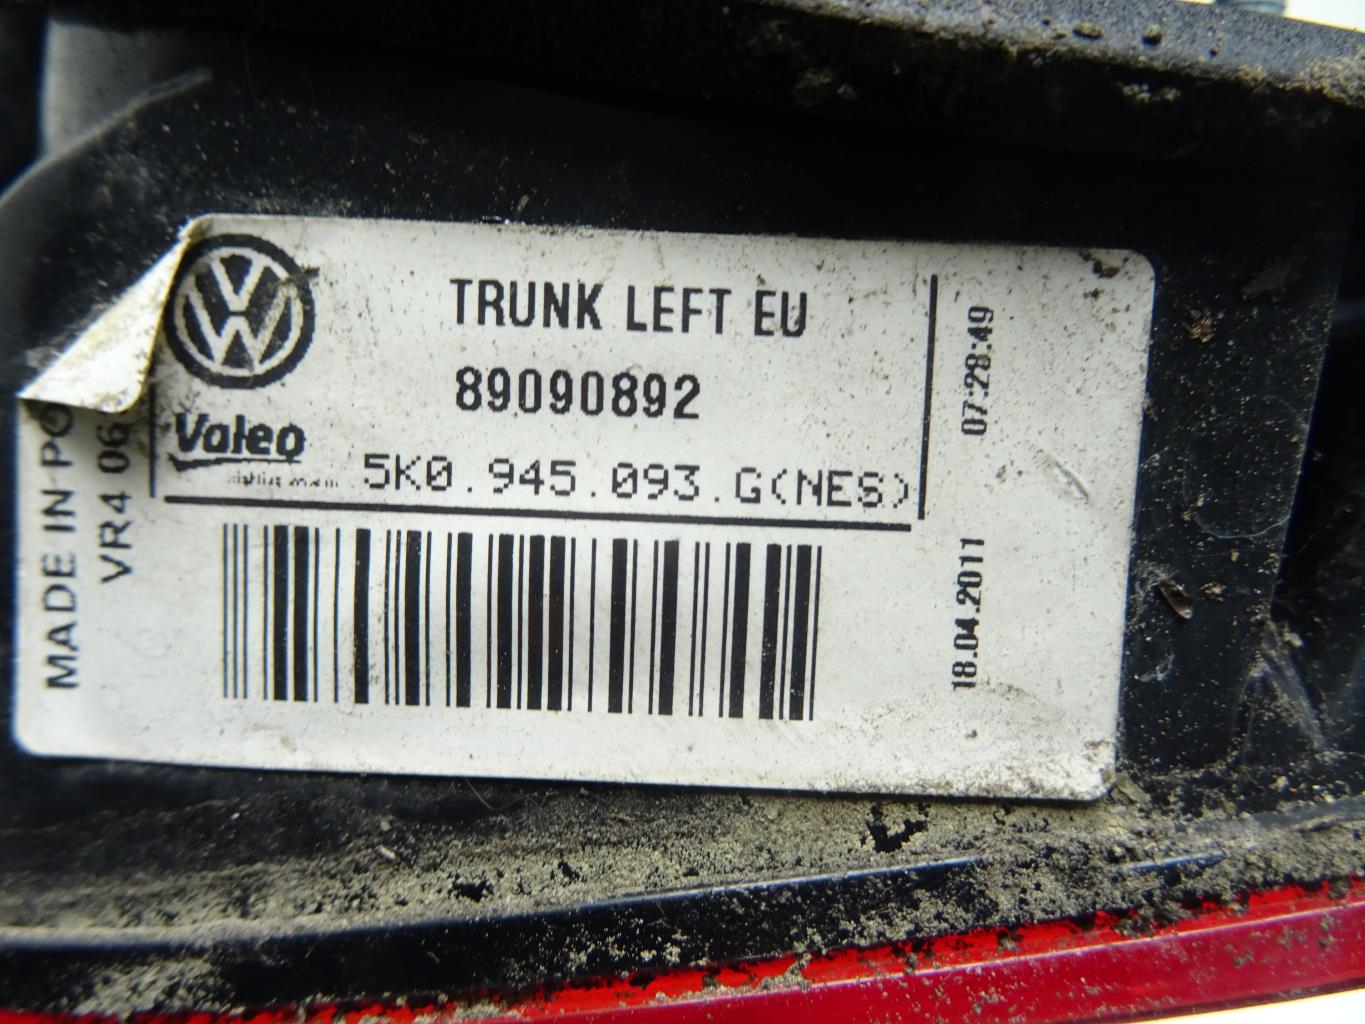 TRUNK LEFT EU
89090892
Valeo
5K0.945.093.G(NES)
07:28:49
18.04.2011
MADE IN PO
VR4 06